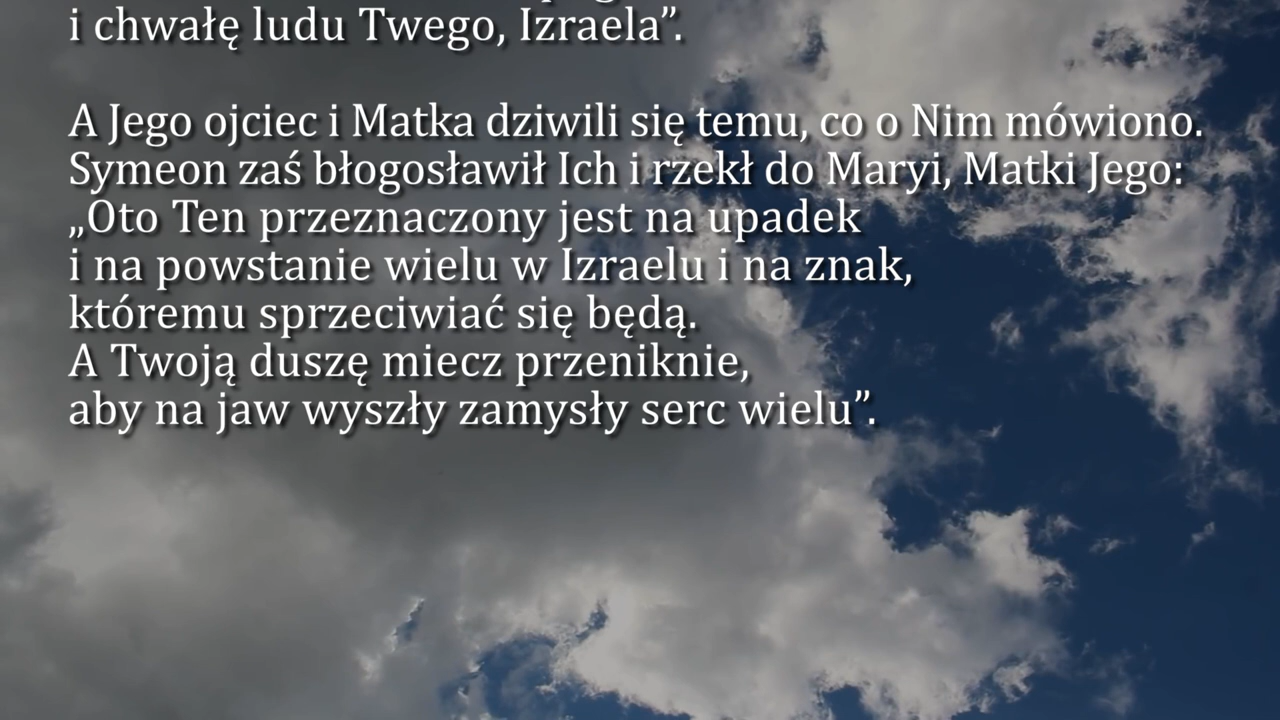 i chwałę ludu Twego, Izraela”.
A Jego ojciec i Matka dziwili się temu, co o Nim mówiono.
Symeon zaś błogosławił Ich i rzekł do Maryi, Matki Jego:
„Oto Ten przeznaczony jest na upadek
i na powstanie wielu w Izraelu i na znak,
któremu sprzeciwiać się będą.
A Twoją duszę miecz przeniknie,
aby na jaw wyszły zamysły serc wielu”.